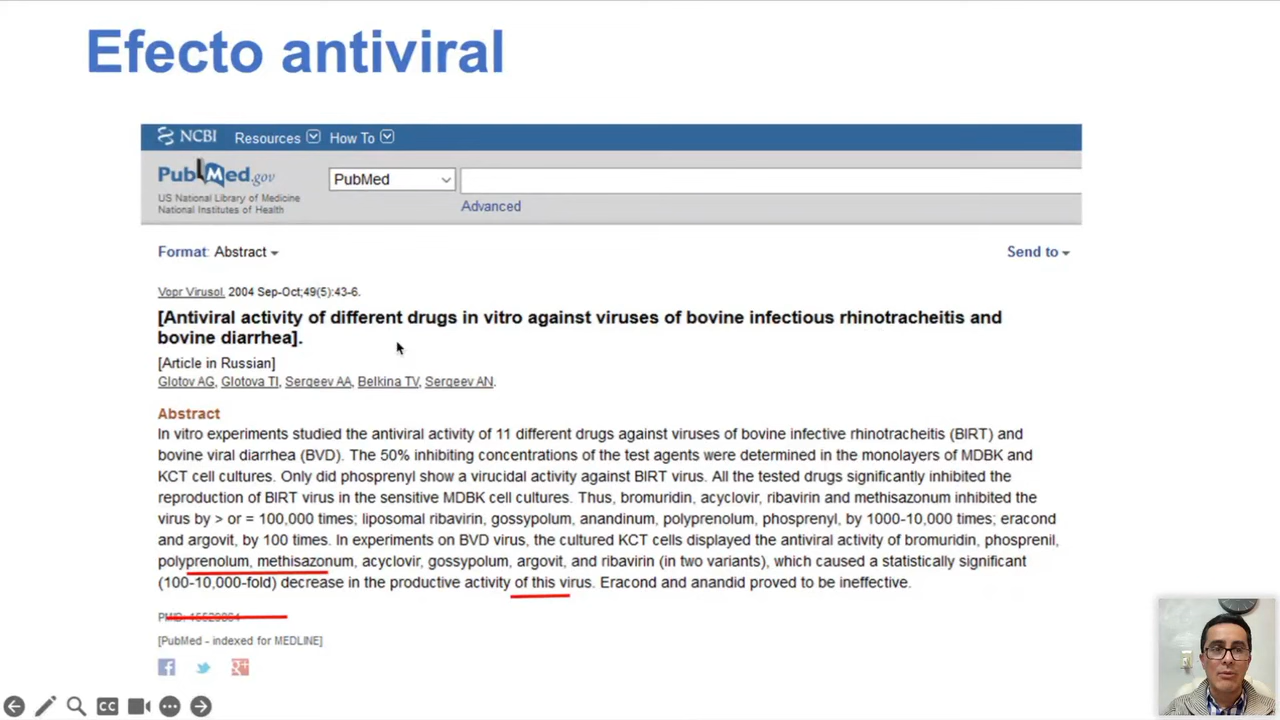 Efecto antiviral
NCBI Resources How To
PubMed.gov
US National Library of Medicine
National Institutes of Health
PubMed
Advanced
Format: Abstract
Send to
Vopr Virusol. 2004 Sep-Oct;49(5):43-6.
[Antiviral activity of different drugs in vitro against viruses of bovine infectious rhinotracheitis and
bovine diarrhea].
[Article in Russian]
Glotov AG, Glotova TI, Sergeev AA, Belkina TV, Sergeev AN.
Abstract
In vitro experiments studied the antiviral activity of 11 different drugs against viruses of bovine infective rhinotracheitis (BIRT) and
bovine viral diarrhea (BVD). The 50% inhibiting concentrations of the test agents were determined in the monolayers of MDBK and
KCT cell cultures. Only did phosprenyl show a virucidal activity against BIRT virus. All the tested drugs significantly inhibited the
reproduction of BIRT virus in the sensitive MDBK cell cultures. Thus, bromuridin, acyclovir, ribavirin and methisazonum inhibited the
virus by > or = 100,000 times; liposomal ribavirin, gossypolum, anandinum, polyprenolum, phosprenyl, by 1000-10,000 times; eracond
and argovit, by 100 times. In experiments on BVD virus, the cultured KCT cells displayed the antiviral activity of bromuridin, phosprenil,
polyprenolum, methisazonum, acyclovir, gossypolum, argovit, and ribavirin (in two variants), which caused a statistically significant
(100-10,000-fold) decrease in the productive activity of this virus. Eracond and anandid proved to be ineffective.
[PubMed - indexed for MEDLINE]
CC